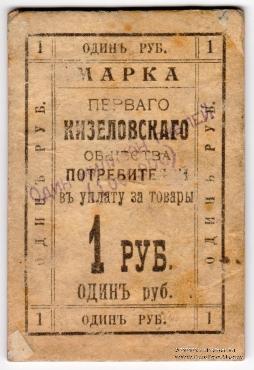 1 ОДИНЪ РУБ. 1
МАРКА
ПЕРВАГО
КИЗЕЛОВСКАГО
ОБЩЕСТВА
ПОТРЕБИТЕ
въ уплату за товары
1 РУБ.
ОДИНЪ руб.
1 ОДИНЪ РУБ. 1
ОДИНЪ РУБ.
ОДИНЪ РУБ.
ОДИН